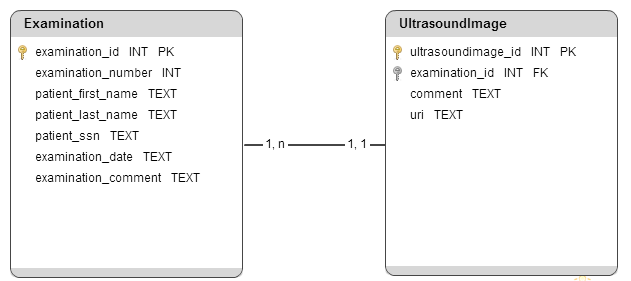 Examination
examination_id INT PK
examination_number INT
patient_first_name TEXT
patient_last_name TEXT
patient_ssn TEXT
examination_date TEXT
examination_comment TEXT
1, n
1, 1
UltrasoundImage
ultrasoundimage_id INT PK
examination_id INT FK
comment TEXT
uri TEXT